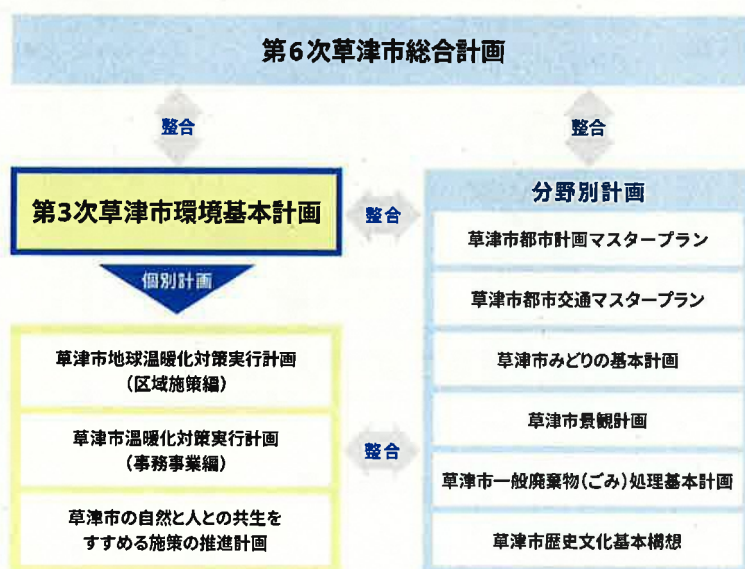 第6次草津市総合計画
整合
整合
第3次草津市環境基本計画
整合
個別計画
草津市地球温暖化対策実行計画
（区域施策編）
草津市温暖化対策実行計画
（事務事業編）
草津市の自然と人との共生を
すすめる施策の推進計画
整合
分野別計画
草津市都市計画マスタープラン
草津市都市交通マスタープラン
草津市みどりの基本計画
草津市景観計画
草津市一般廃棄物（ごみ）処理基本計画
草津市歴史文化基本構想